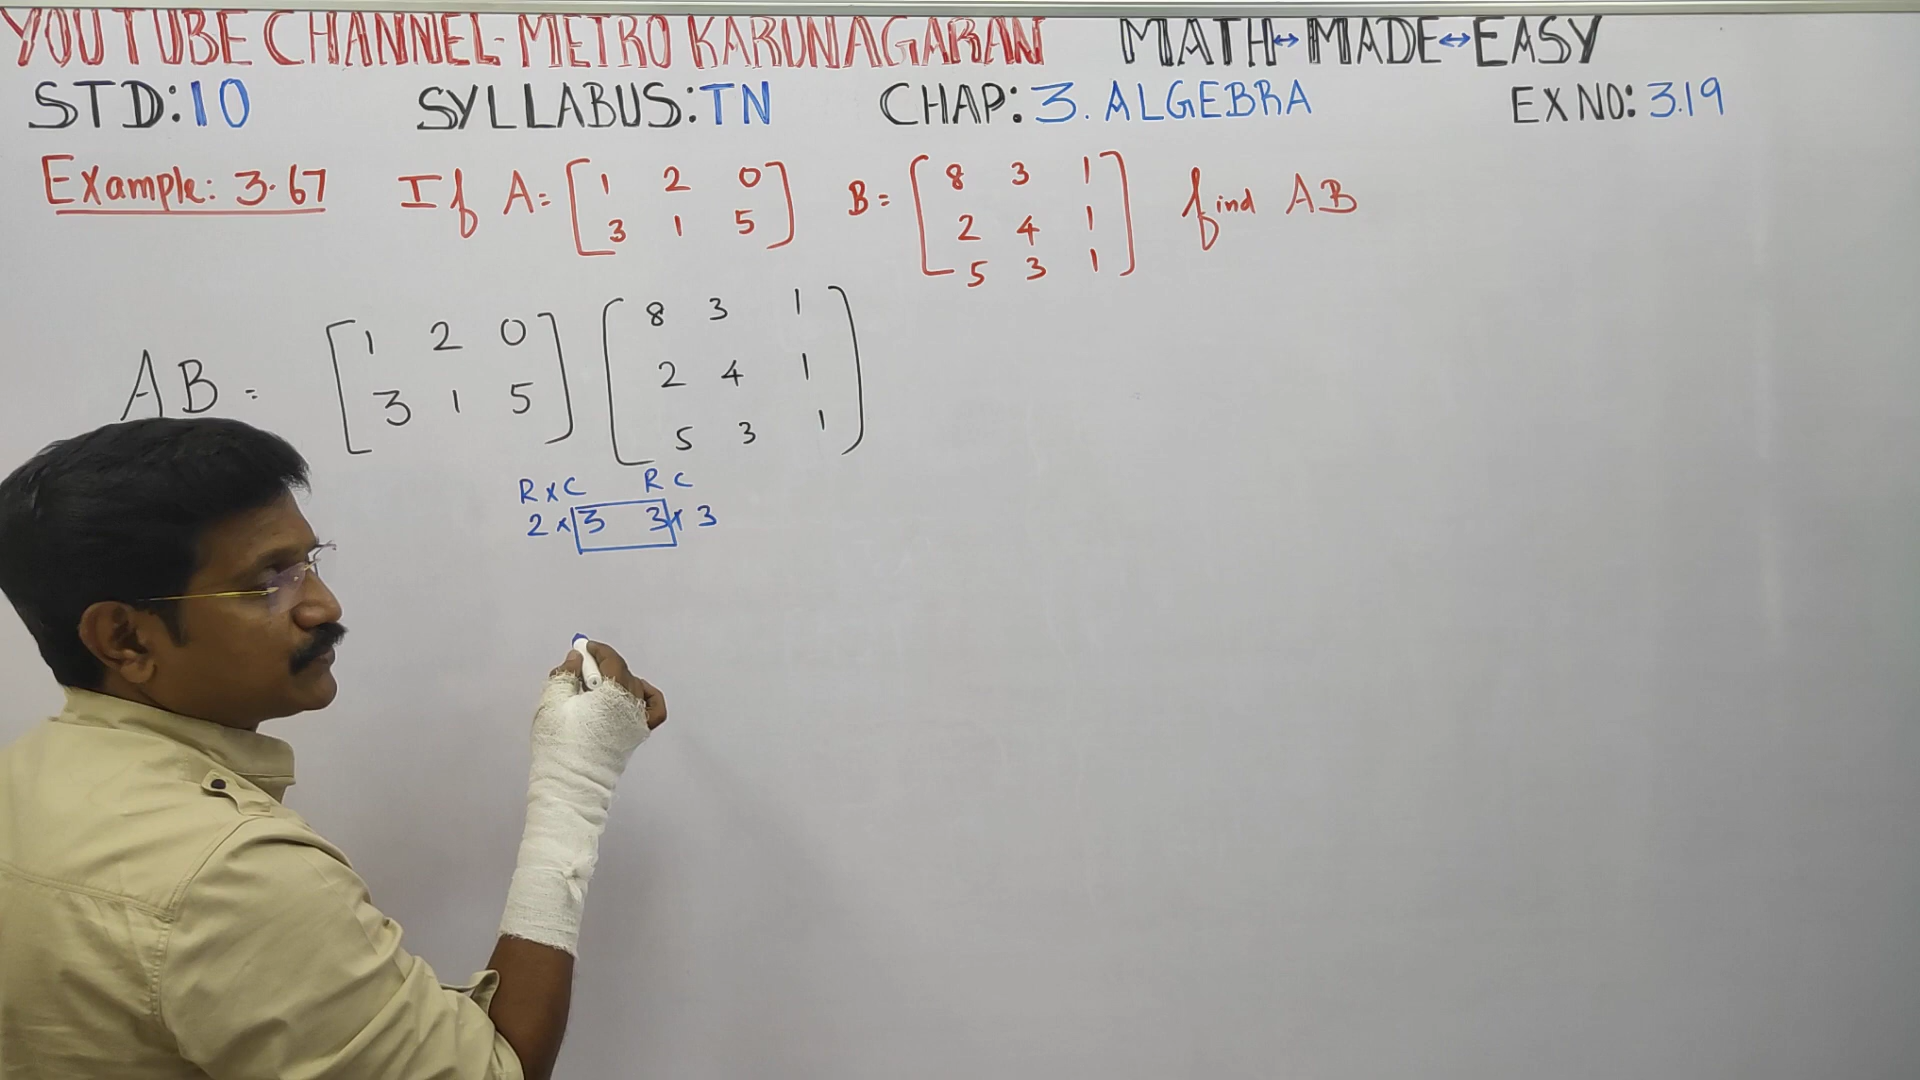 YOUTUBE CHANNEL-METRO KARUNAGARAN MATH↔MADE↔EASY
STD:10 SYLLABUS:TN CHAP: 3. ALGEBRA EX NO: 3.19
Example: 3.67 If A= [1 2 0 B= [8 3 1] find AB
3 1 5] 2 4 1
5 3 1
AB = [1 2 0] [8 3 1]
3 1 5 2 4 1
5 3 1
R×C R C
2×3 3×3